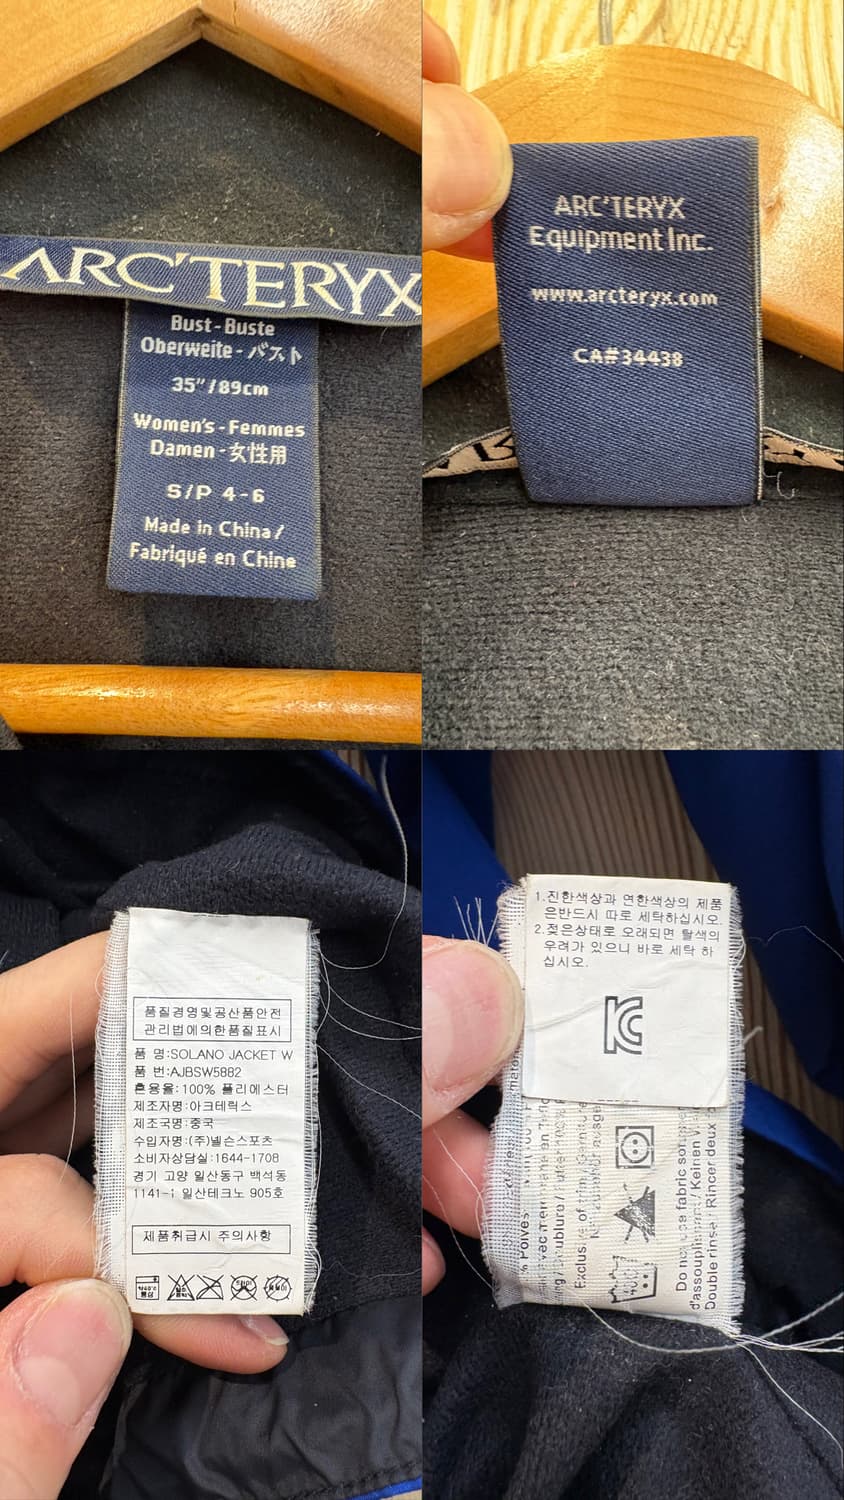 ARC'TERYX
Bust - Buste
Oberweite - バスト
35" / 89cm
Women's - Femmes
Damen - 女性用
S/P 4-6
Made in China /
Fabriqué en Chine
ARC'TERYX
Equipment Inc.
www.arcteryx.com
CA#34438
품질경영및공산품안전
관리법에의한품질표시
품 명:SOLANO JACKET W
품 번:AJBSW5882
혼용율:100% 폴리에스터
제조자명:아크테릭스
제조국명:중국
수입자명:(주)넬슨스포츠
소비자상담실:1644-1708
경기 고양 일산동구 백석동
1141-1 일산테크노 905호
제품취급시 주의사항
1.진한색상과 연한색상의 제품
은반드시 따로 세탁하십시오.
2.젖은상태로 오래되면 탈색의
우려가 있으니 바로 세탁 하
십시오.
Exclusive of trim
Do not use fabric
Double rinse / Rincer deux